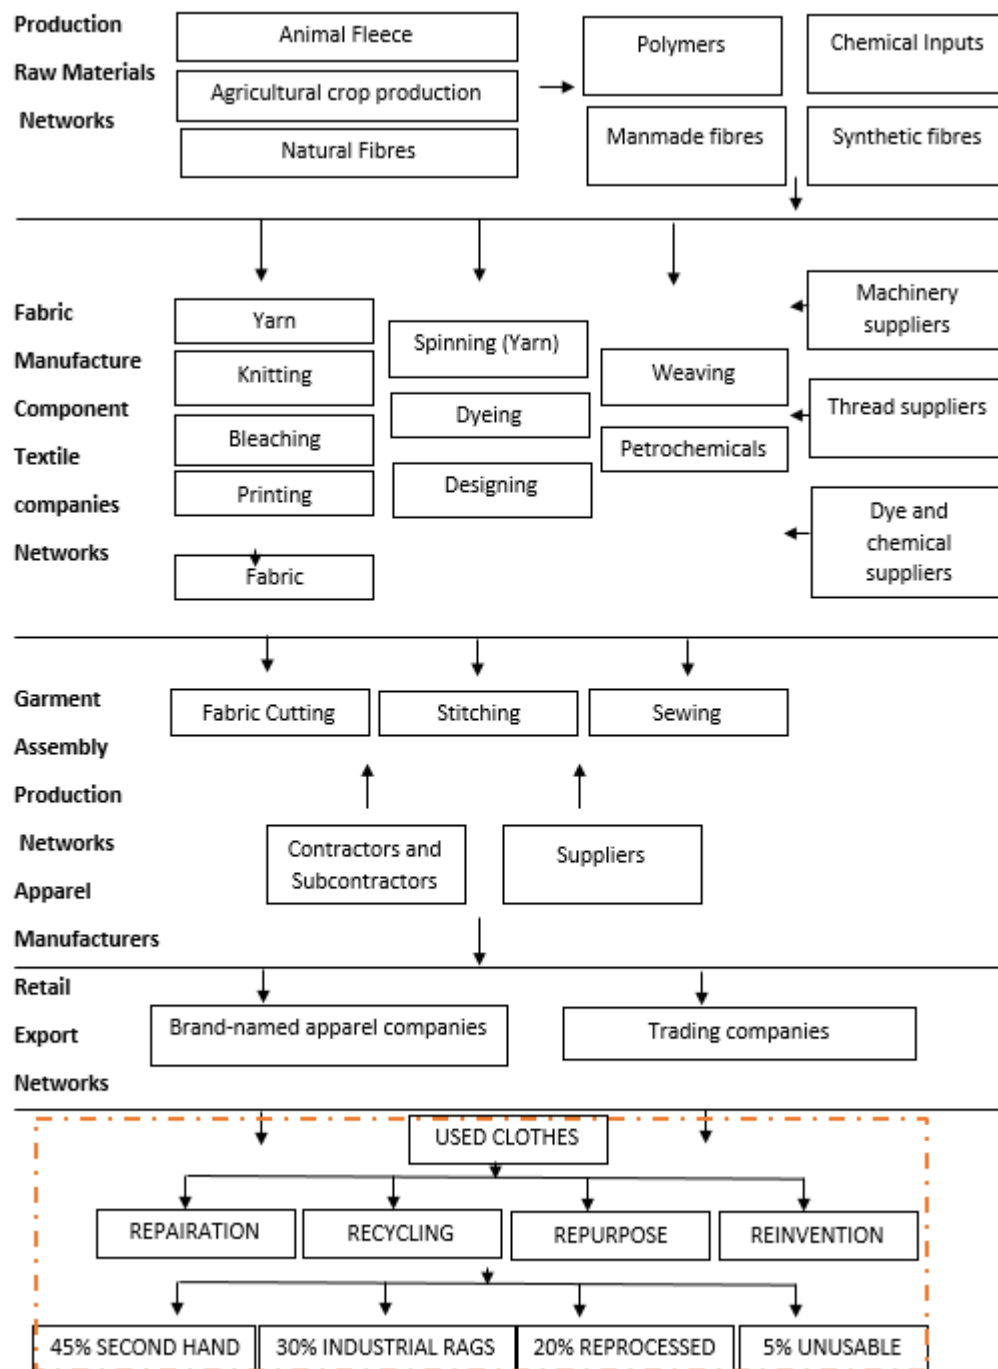 Production
Raw Materials
Networks
Animal Fleece
Agricultural crop production
Natural Fibres
Polymers
Chemical Inputs
Manmade fibres
Synthetic fibres
Fabric
Manufacture
Component
Textile
companies
Networks
Yarn
Knitting
Bleaching
Printing
Fabric
Spinning (Yarn)
Dyeing
Designing
Weaving
Petrochemicals
Machinery
suppliers
Thread suppliers
Dye and
chemical
suppliers
Garment
Assembly
Production
Networks
Apparel
Manufacturers
Fabric Cutting
Stitching
Sewing
Contractors and
Subcontractors
Suppliers
Retail
Export
Networks
Brand-named apparel companies
Trading companies
USED CLOTHES
REPAIRATION
RECYCLING
REPURPOSE
REINVENTION
45% SECOND HAND
30% INDUSTRIAL RAGS
20% REPROCESSED
5% UNUSABLE